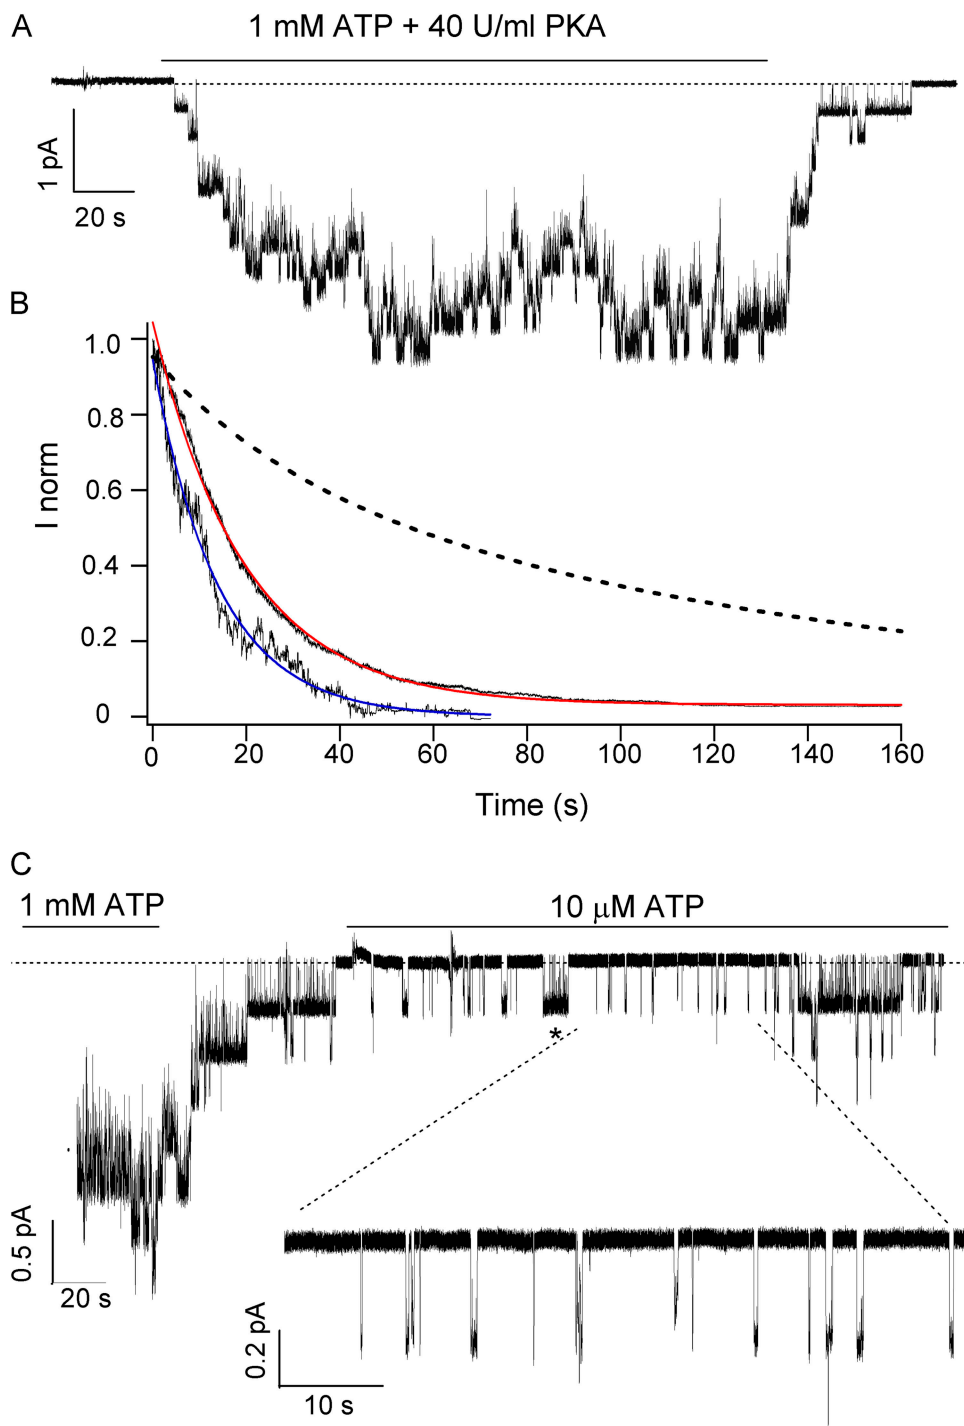 A
1 mM ATP + 40 U/ml PKA
1 pA
20 s
B
1.0
0.8
0.6
0.4
0.2
0
I norm
0 20 40 60 80 100 120 140 160
Time (s)
C
1 mM ATP
10 μM ATP
*
0.5 pA
20 s
0.2 pA
10 s